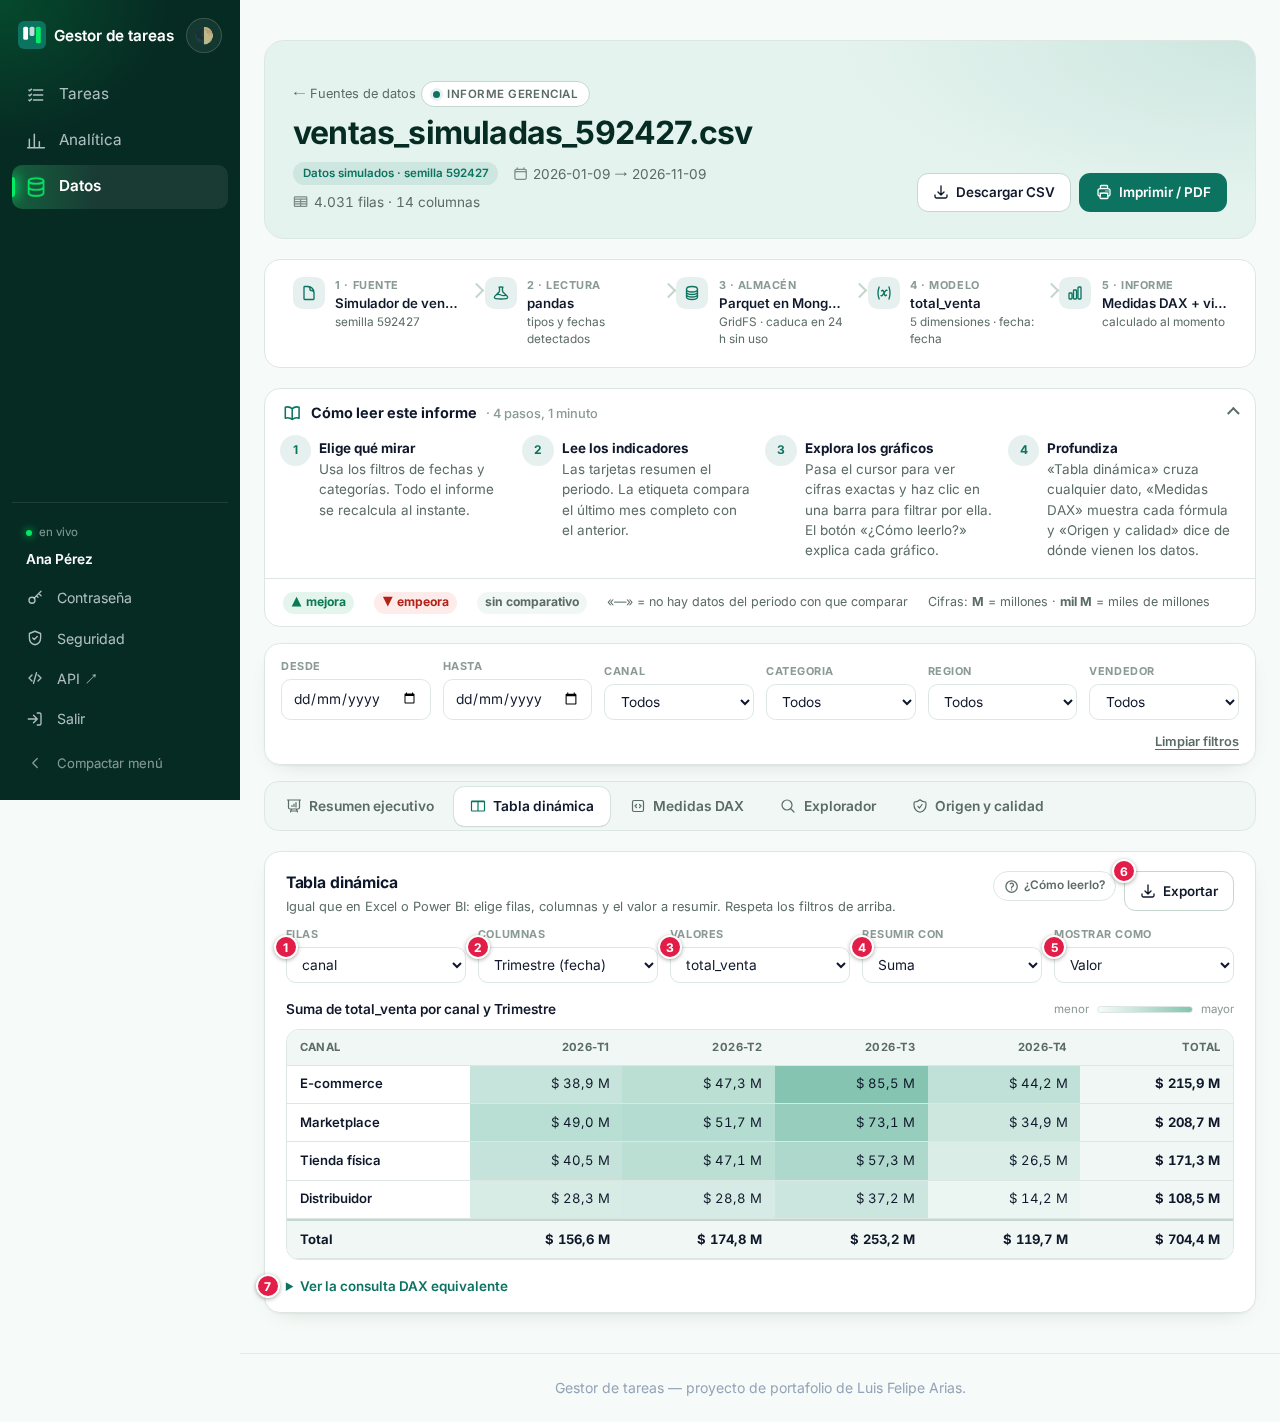 Gestor de tareas
Tareas
Analítica
Datos
en vivo
Ana Pérez
Contraseña
Seguridad
API ↗
Salir
Compactar menú
← Fuentes de datos
INFORME GERENCIAL
ventas_simuladas_592427.csv
Datos simulados · semilla 592427
2026-01-09 → 2026-11-09
4.031 filas · 14 columnas
Descargar CSV
Imprimir / PDF
1 · FUENTE
Simulador de ven...
semilla 592427
2 · LECTURA
pandas
tipos y fechas
detectados
3 · ALMACÉN
Parquet en Mong...
GridFS · caduca en 24
h sin uso
4 · MODELO
total_venta
5 dimensiones · fecha:
fecha
5 · INFORME
Medidas DAX + vi...
calculado al momento
Cómo leer este informe · 4 pasos, 1 minuto
1
Elige qué mirar
Usa los filtros de fechas y
categorías. Todo el informe
se recalcula al instante.
2
Lee los indicadores
Las tarjetas resumen el
periodo. La etiqueta compara
el último mes completo con
el anterior.
3
Explora los gráficos
Pasa el cursor para ver
cifras exactas y haz clic en
una barra para filtrar por ella.
El botón «¿Cómo leerlo?»
explica cada gráfico.
4
Profundiza
«Tabla dinámica» cruza
cualquier dato, «Medidas
DAX» muestra cada fórmula
y «Origen y calidad» dice de
dónde vienen los datos.
▲ mejora ▼ empeora sin comparativo «—» = no hay datos del periodo con que comparar Cifras: M = millones · mil M = miles de millones
DESDE HASTA CANAL CATEGORIA REGION VENDEDOR
dd/mm/yyyy dd/mm/yyyy Todos Todos Todos Todos
Limpiar filtros
Resumen ejecutivo Tabla dinámica Medidas DAX Explorador Origen y calidad
Tabla dinámica
Igual que en Excel o Power BI: elige filas, columnas y el valor a resumir. Respeta los filtros de arriba.
¿Cómo leerlo?
6
Exportar
FILAS COLUMNAS VALORES RESUMIR CON MOSTRAR COMO
1 2 3 4 5
canal Trimestre (fecha) total_venta Suma Valor
Suma de total_venta por canal y Trimestre
menor mayor
CANAL 2026-T1 2026-T2 2026-T3 2026-T4 TOTAL
E-commerce $ 38,9 M $ 47,3 M $ 85,5 M $ 44,2 M $ 215,9 M
Marketplace $ 49,0 M $ 51,7 M $ 73,1 M $ 34,9 M $ 208,7 M
Tienda física $ 40,5 M $ 47,1 M $ 57,3 M $ 26,5 M $ 171,3 M
Distribuidor $ 28,3 M $ 28,8 M $ 37,2 M $ 14,2 M $ 108,5 M
Total $ 156,6 M $ 174,8 M $ 253,2 M $ 119,7 M $ 704,4 M
7 ▶ Ver la consulta DAX equivalente
Gestor de tareas — proyecto de portafolio de Luis Felipe Arias.